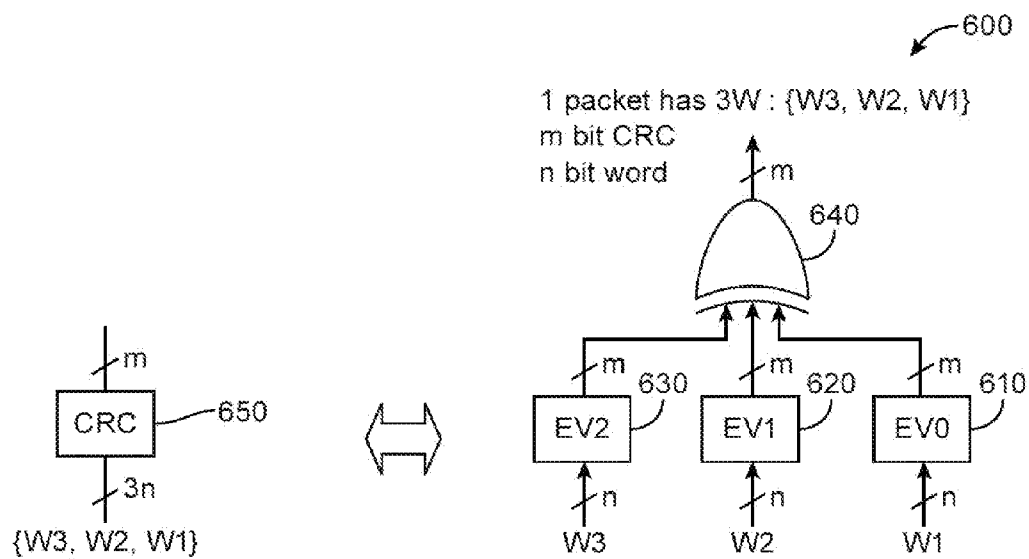 600
1 packet has 3W : {W3, W2, W1}
m bit CRC
n bit word
m
640
m
m
m
m
CRC
650
EV2
630
EV1
620
EV0
610
3n
n
n
n
{W3, W2, W1}
W3
W2
W1